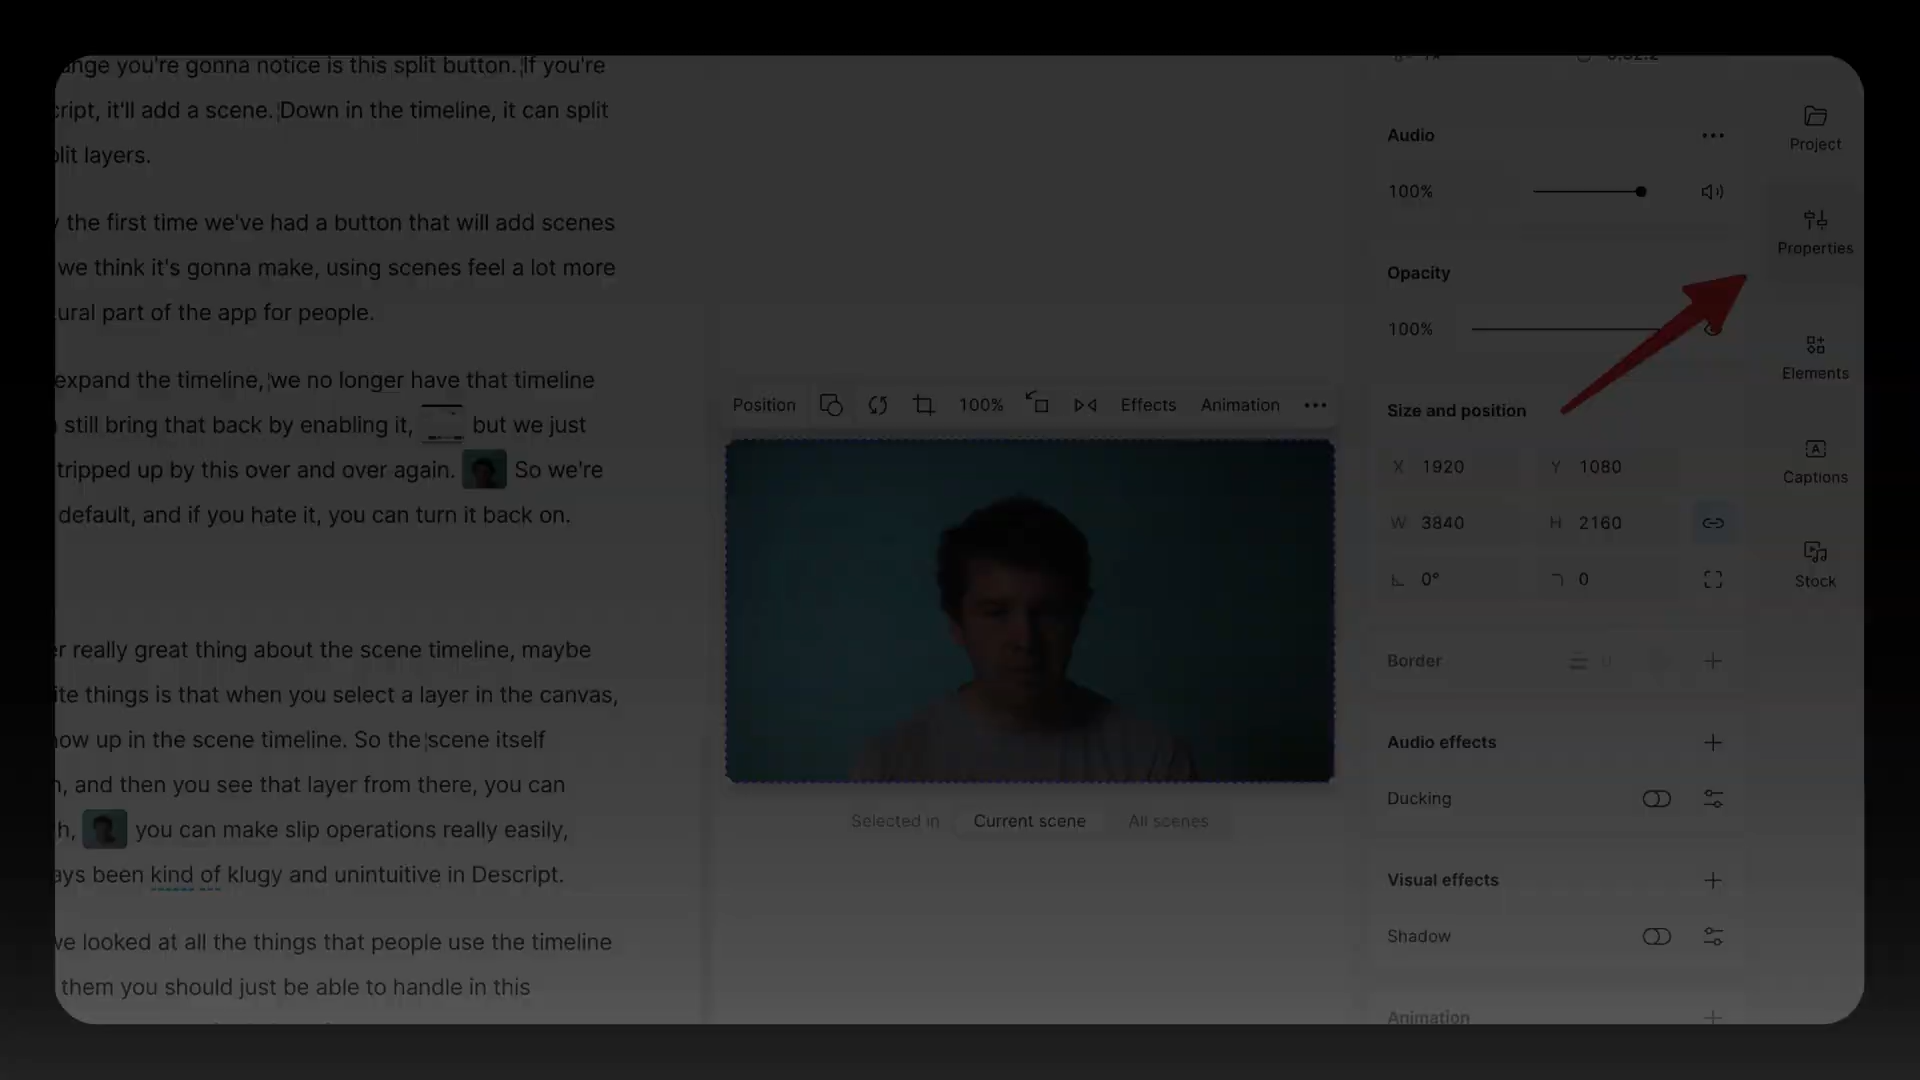 ange you're gonna notice is this split button. If you're
cript, it'll add a scene. Down in the timeline, it can split
plit layers.
y the first time we've had a button that will add scenes
we think it's gonna make, using scenes feel a lot more
tural part of the app for people.
expand the timeline, we no longer have that timeline
still bring that back by enabling it, but we just
tripped up by this over and over again. So we're
default, and if you hate it, you can turn it back on.
er really great thing about the scene timeline, maybe
ite things is that when you select a layer in the canvas,
how up in the scene timeline. So the scene itself
n, and then you see that layer from there, you can
h, you can make slip operations really easily,
ays been kind of klugy and unintuitive in Descript.
we looked at all the things that people use the timeline
them you should just be able to handle in this
Position 100% Effects Animation
Selected in Current scene All scenes
Audio
100%
Opacity
100%
Size and position
X 1920 Y 1080
W 3840 H 2160
0° 0
Border 0
Audio effects
Ducking
Visual effects
Shadow
Animation
Project
Properties
Elements
Captions
Stock